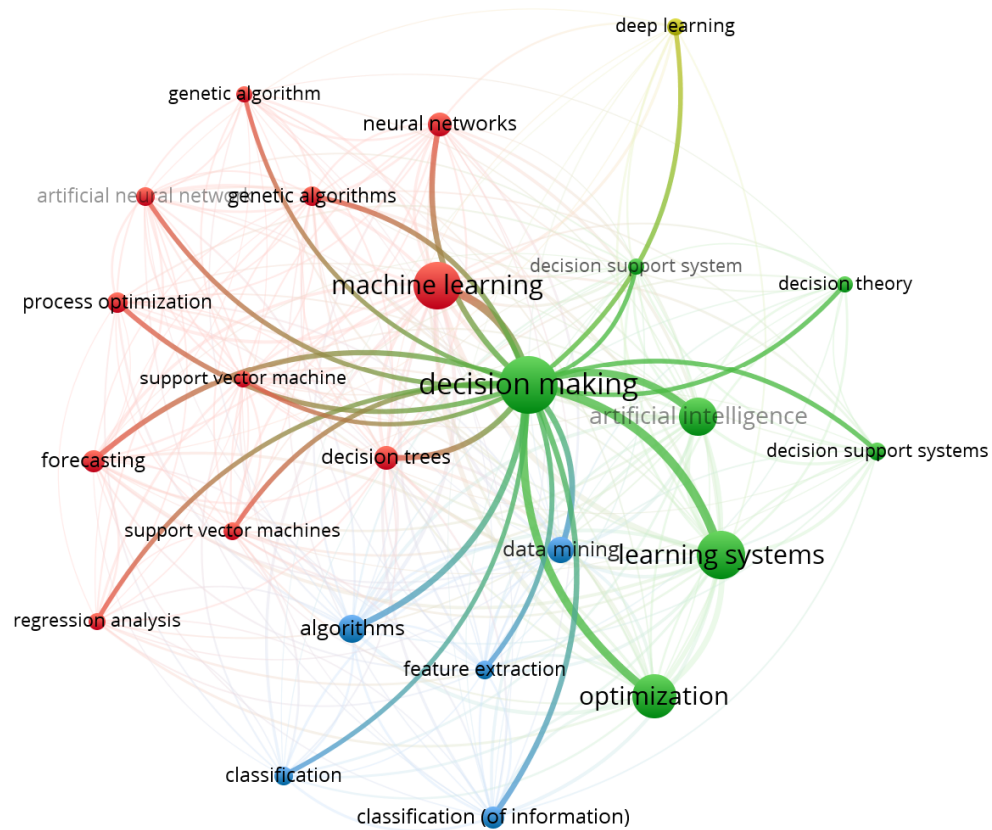 deep learning
genetic algorithm
neural networks
artificial neural network
genetic algorithms
decision support system
machine learning
decision theory
process optimization
support vector machine
decision making
artificial intelligence
decision support systems
forecasting
decision trees
support vector machines
data mining
learning systems
regression analysis
algorithms
feature extraction
optimization
classification
classification (of information)